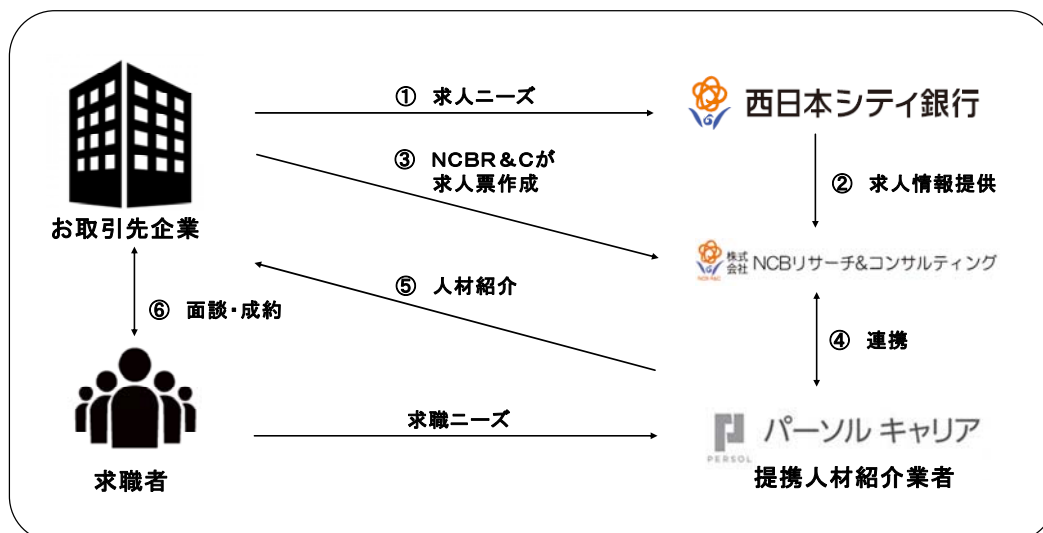 ① 求人ニーズ
西日本シティ銀行
③ NCBR&Cが
求人票作成
② 求人情報提供
お取引先企業
株式
会社 NCBリサーチ&コンサルティング
NCB R&C
⑤ 人材紹介
⑥ 面談・成約
④ 連携
求職ニーズ
パーソル キャリア
PERSOL
求職者
提携人材紹介業者